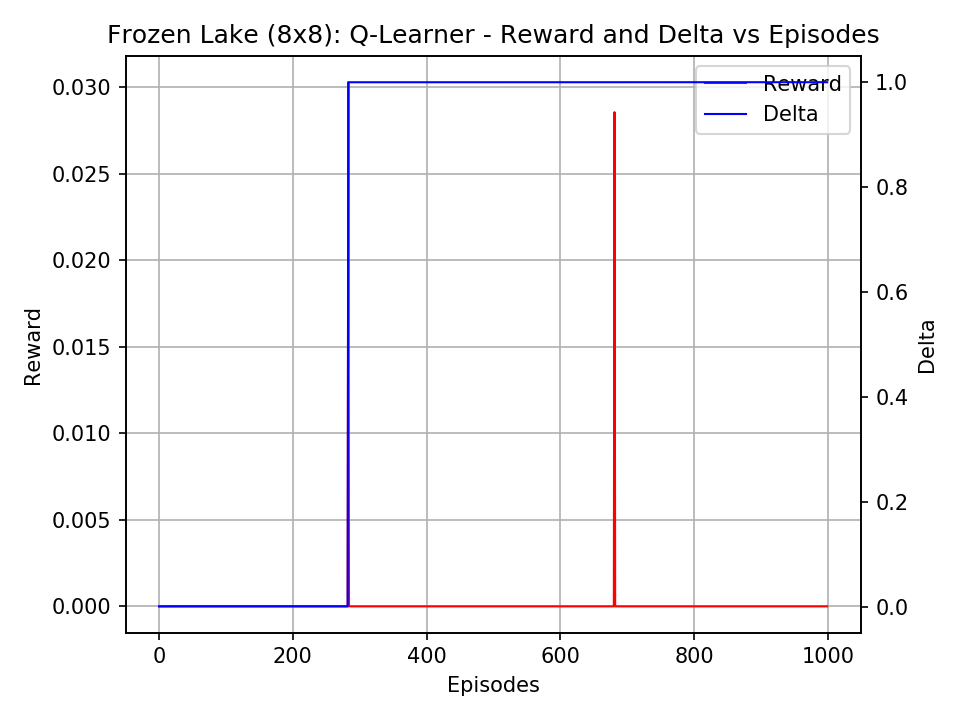 Frozen Lake (8x8): Q-Learner - Reward and Delta vs Episodes
Reward
Delta
0.030
0.025
0.020
0.015
0.010
0.005
0.000
Reward
1.0
0.8
0.6
0.4
0.2
0.0
Delta
0 200 400 600 800 1000
Episodes